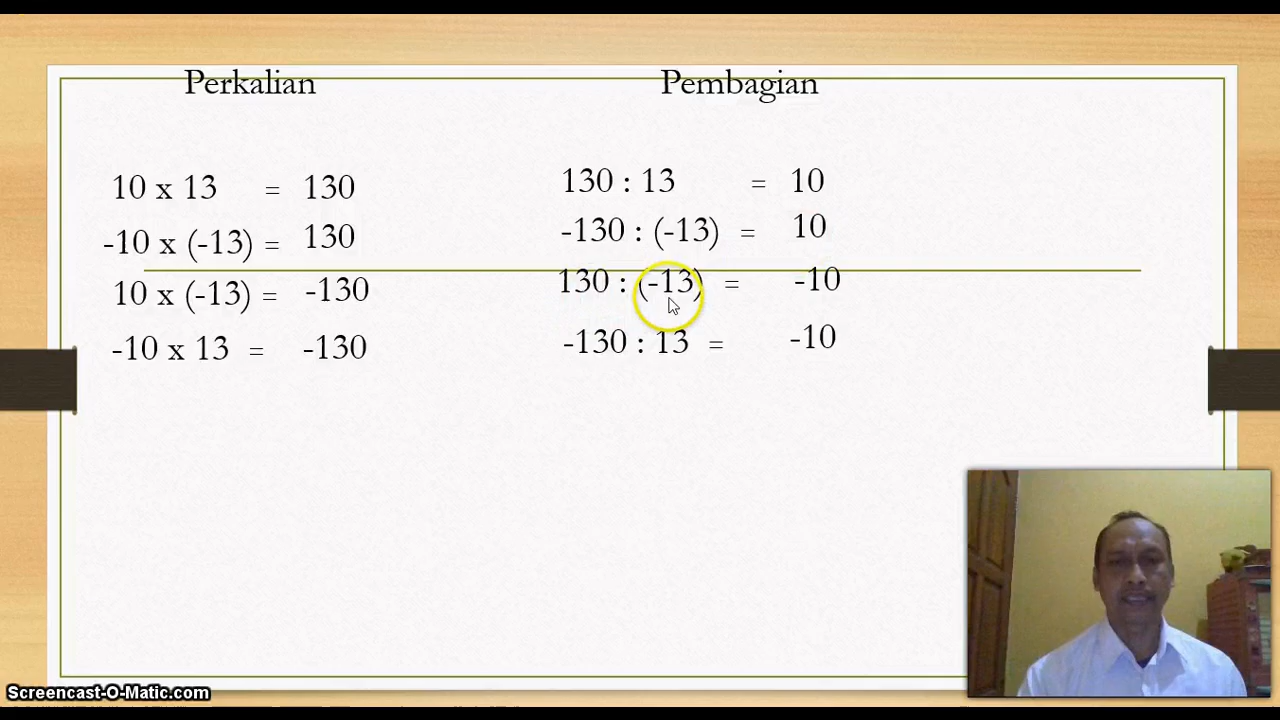 Perkalian
Pembagian
10 x 13 = 130
-10 x (-13) = 130
10 x (-13) = -130
-10 x 13 = -130
130 : 13 = 10
-130 : (-13) = 10
130 : (-13) = -10
-130 : 13 = -10
Screencast-O-Matic.com